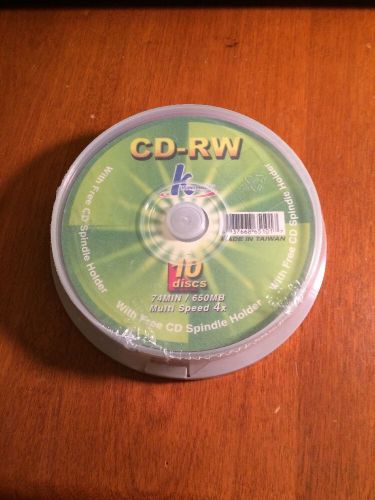 CD-RW
k
MADE IN TAIWAN
10
discs
74MIN / 650MB
Multi Speed 4x
With Free CD Spindle Holder
With Free CD Spindle Holder
With Free CD Spindle Holder